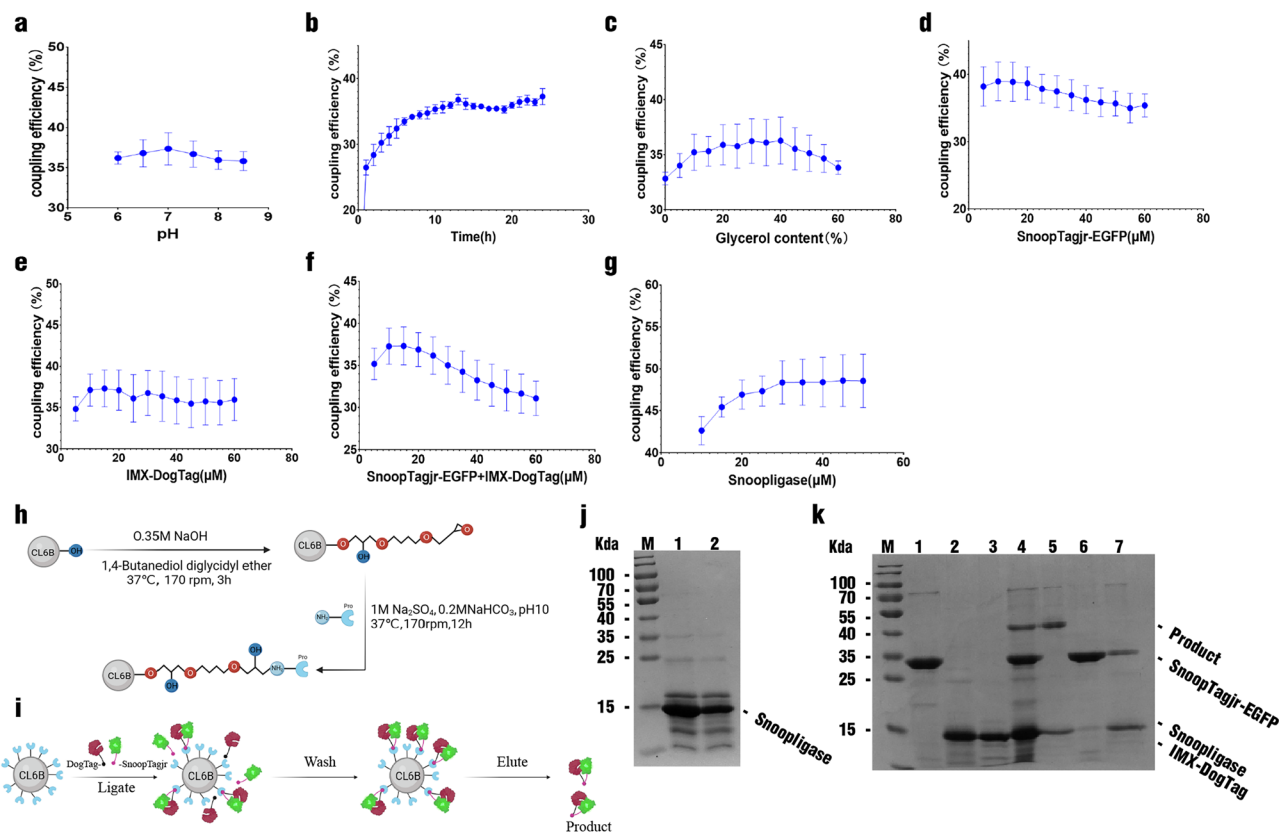 a
coupling efficiency (%)
50
45
40
35
30
5
6
7
8
9
pH
b
coupling efficiency (%)
40
30
20
0
10
20
30
Time(h)
c
coupling efficiency (%)
45
40
35
30
0
20
40
60
80
Glycerol content(%)
d
coupling efficiency (%)
40
30
20
0
20
40
60
80
SnoopTagjr-EGFP(μM)
e
coupling efficiency (%)
50
45
40
35
30
0
20
40
60
80
IMX-DogTag(μM)
f
coupling efficiency (%)
45
40
35
30
25
0
20
40
60
80
SnoopTagjr-EGFP+IMX-DogTag(μM)
g
coupling efficiency (%)
60
55
50
45
40
0
20
40
60
Snoopligase(μM)
h
CL6B
OH
0.35M NaOH
1,4-Butanediol diglycidyl ether
37℃, 170 rpm, 3h
CL6B
O
OH
O
O
O
NH₂
Pro
1M Na₂SO₄, 0.2MNaHCO₃, pH10
37℃,170rpm,12h
CL6B
O
OH
O
O
OH
NH₂
Pro
i
CL6B
DogTag
SnoopTagjr
Ligate
CL6B
Wash
CL6B
Elute
Product
j
Kda
M
1
2
100
70
55
40
35
25
15
Snoopligase
k
Kda
M
1
2
3
4
5
6
7
100
70
55
40
35
25
15
Product
SnoopTagjr-EGFP
Snoopligase
IMX-DogTag